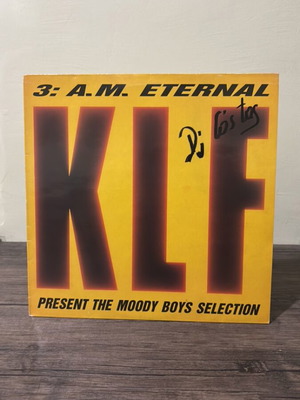 3: A.M. ETERNAL
Dj Costas
KLF
PRESENT THE MOODY BOYS SELECTION